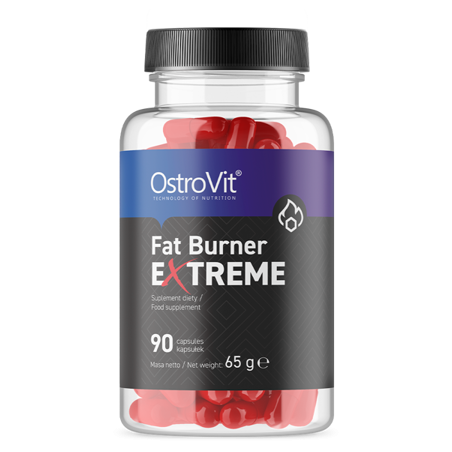 OstroVit®
TECHNOLOGY OF NUTRITION
Fat Burner
EXTREME
Suplement diety /
Food supplement
90 capsules
kapsułek
Masa netto / Net weight: 65 g ℮